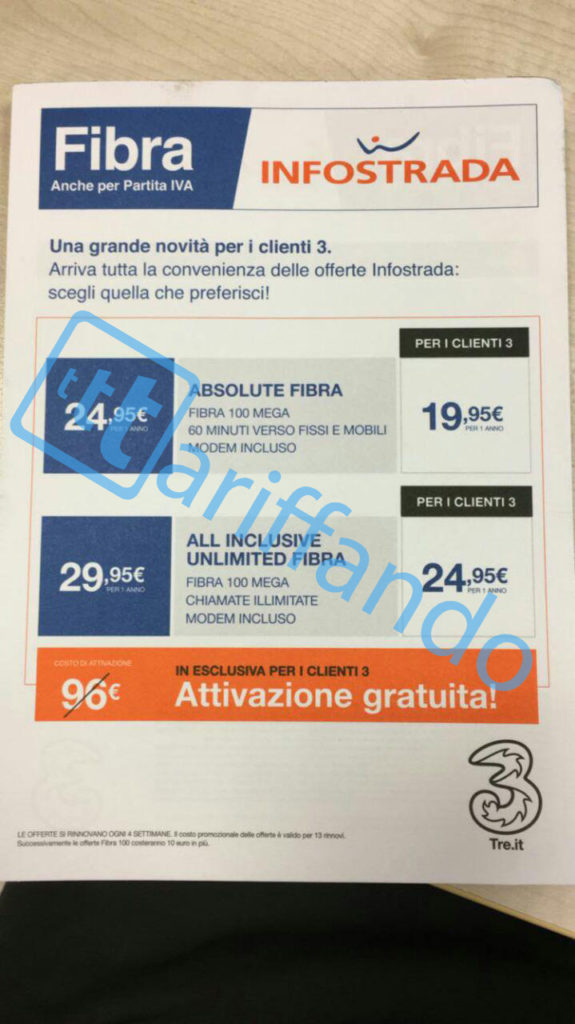 Fibra
Anche per Partita IVA
INFOSTRADA
Una grande novità per i clienti 3.
Arriva tutta la convenienza delle offerte Infostrada:
scegli quella che preferisci!
PER I CLIENTI 3
24,95€
PER 1 ANNO
ABSOLUTE FIBRA
FIBRA 100 MEGA
60 MINUTI VERSO FISSI E MOBILI
MODEM INCLUSO
19,95€
PER 1 ANNO
tariffando
PER I CLIENTI 3
29,95€
PER 1 ANNO
ALL INCLUSIVE
UNLIMITED FIBRA
FIBRA 100 MEGA
CHIAMATE ILLIMITATE
MODEM INCLUSO
24,95€
PER 1 ANNO
COSTO DI ATTIVAZIONE
96€
IN ESCLUSIVA PER I CLIENTI 3
Attivazione gratuita!
3
Tre.it
LE OFFERTE SI RINNOVANO OGNI 4 SETTIMANE. Il costo promozionale delle offerte è valido per 13 rinnovi.
Successivamente le offerte Fibra 100 costeranno 10 euro in più.